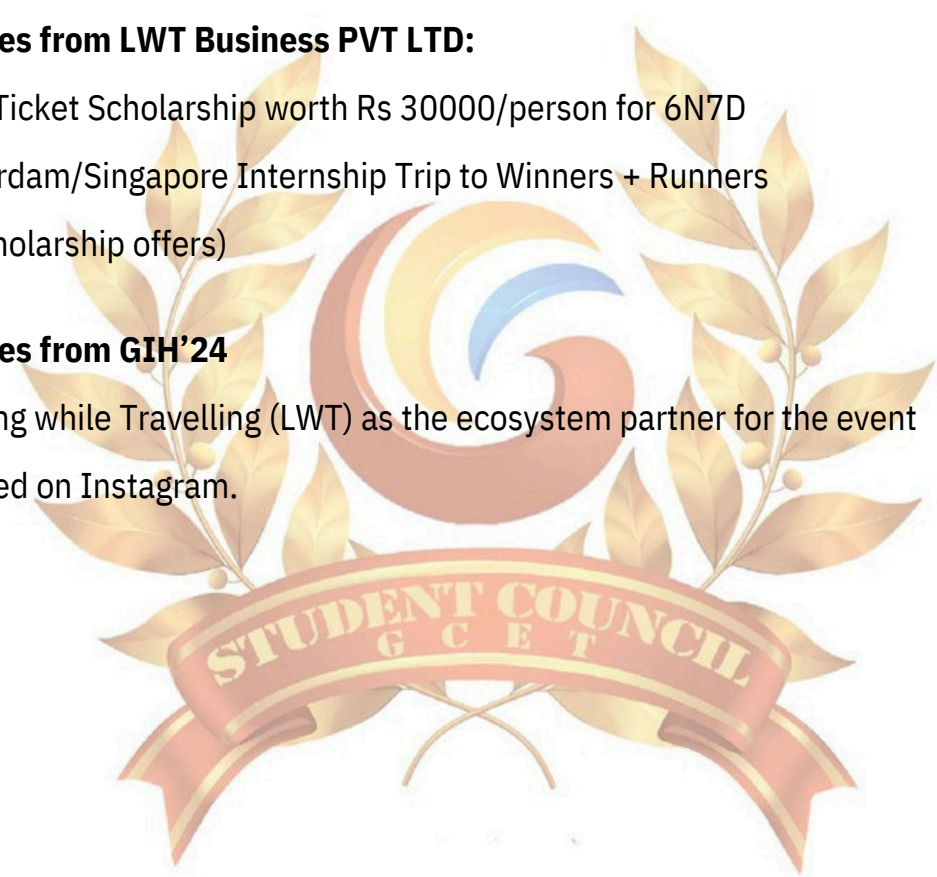 es from LWT Business PVT LTD:
Ticket Scholarship worth Rs 30000/person for 6N7D
rdam/Singapore Internship Trip to Winners + Runners
holarship offers)
es from GIH’24
ng while Travelling (LWT) as the ecosystem partner for the event
ed on Instagram.
STUDENT COUNCIL
G C E T